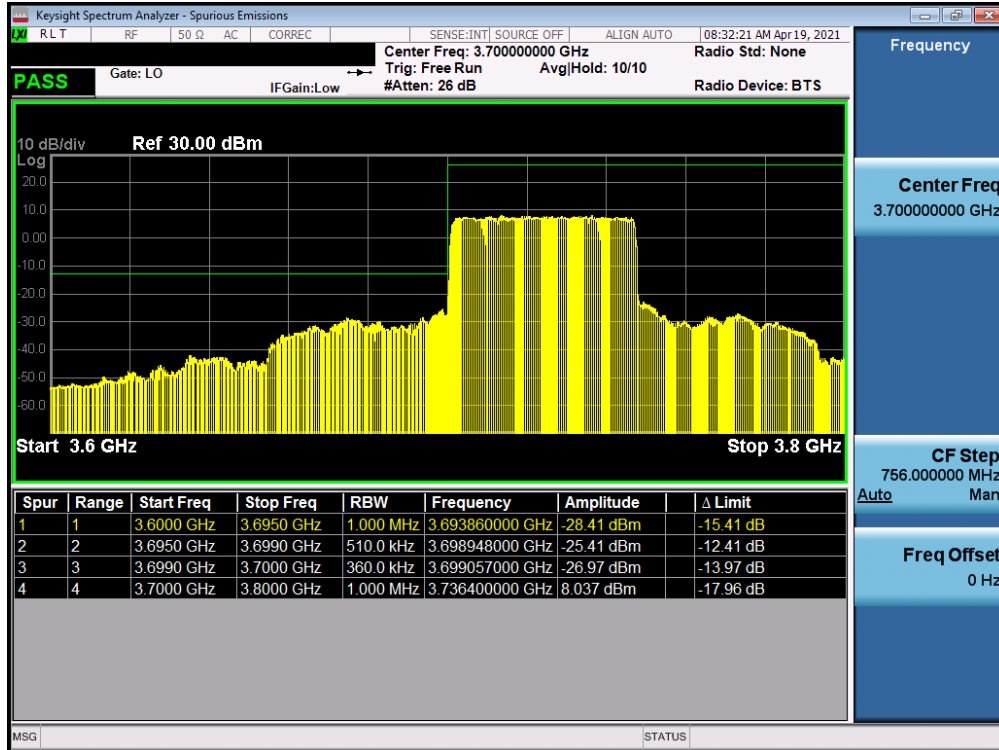 Keysight Spectrum Analyzer - Spurious Emissions
LXI RLT RF 50 Ω AC CORREC SENSE:INT SOURCE OFF ALIGN AUTO 08:32:21 AM Apr 19, 2021
Center Freq: 3.700000000 GHz Radio Std: None
PASS Gate: LO Trig: Free Run Avg|Hold: 10/10
IFGain:Low #Atten: 26 dB Radio Device: BTS
Frequency
10 dB/div Ref 30.00 dBm
Log
20.0
10.0
0.00
-10.0
-20.0
-30.0
-40.0
-50.0
-60.0
Start 3.6 GHz Stop 3.8 GHz
Spur Range Start Freq Stop Freq RBW Frequency Amplitude Δ Limit
1 1 3.6000 GHz 3.6950 GHz 1.000 MHz 3.693860000 GHz -28.41 dBm -15.41 dB
2 2 3.6950 GHz 3.6990 GHz 510.0 kHz 3.698948000 GHz -25.41 dBm -12.41 dB
3 3 3.6990 GHz 3.7000 GHz 360.0 kHz 3.699057000 GHz -26.97 dBm -13.97 dB
4 4 3.7000 GHz 3.8000 GHz 1.000 MHz 3.736400000 GHz 8.037 dBm -17.96 dB
Center Freq
3.700000000 GHz
CF Step
756.000000 MHz
Auto Man
Freq Offset
0 Hz
MSG STATUS